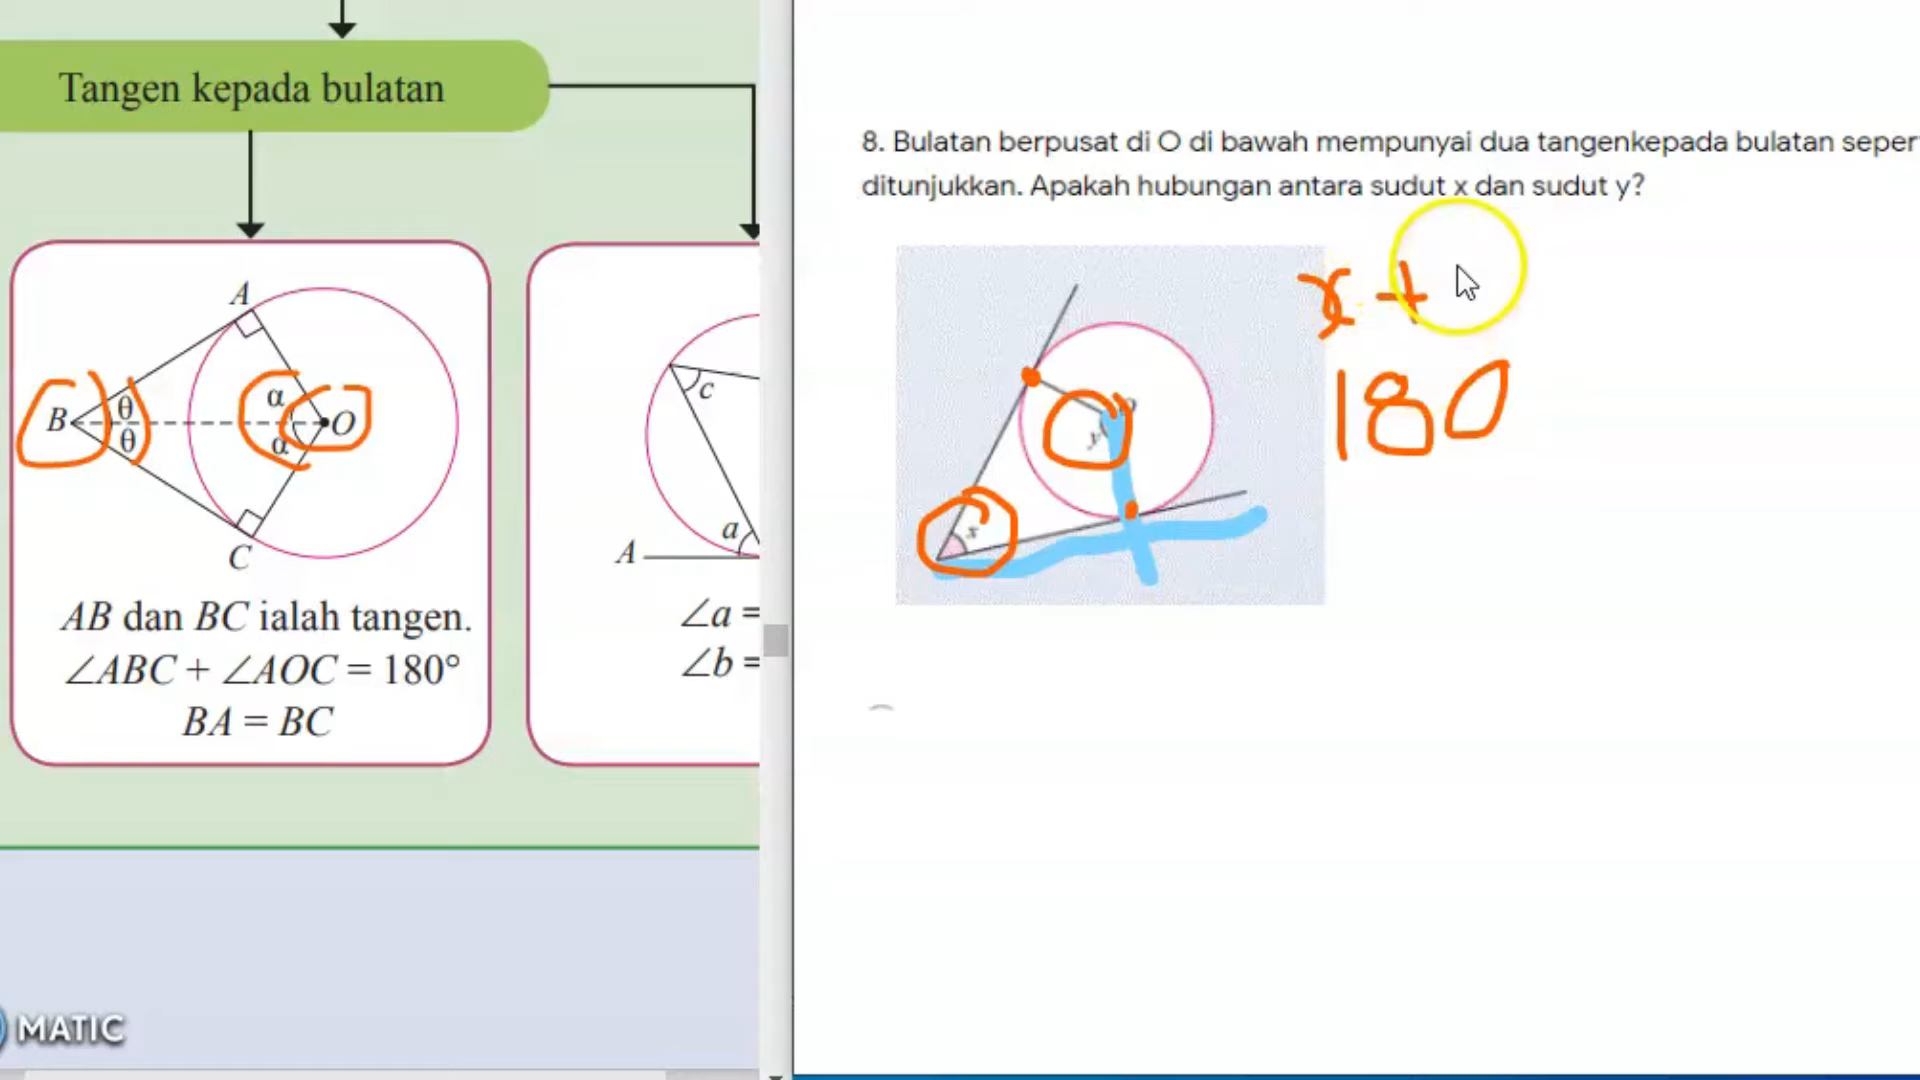 Tangen kepada bulatan
A
B
θ
θ
α
α
O
C
AB dan BC ialah tangen.
∠ABC + ∠AOC = 180°
BA = BC
c
a
A
∠a =
∠b =
MATIC
8. Bulatan berpusat di O di bawah mempunyai dua tangenkepada bulatan seper
ditunjukkan. Apakah hubungan antara sudut x dan sudut y?
x +
180
O
y
x